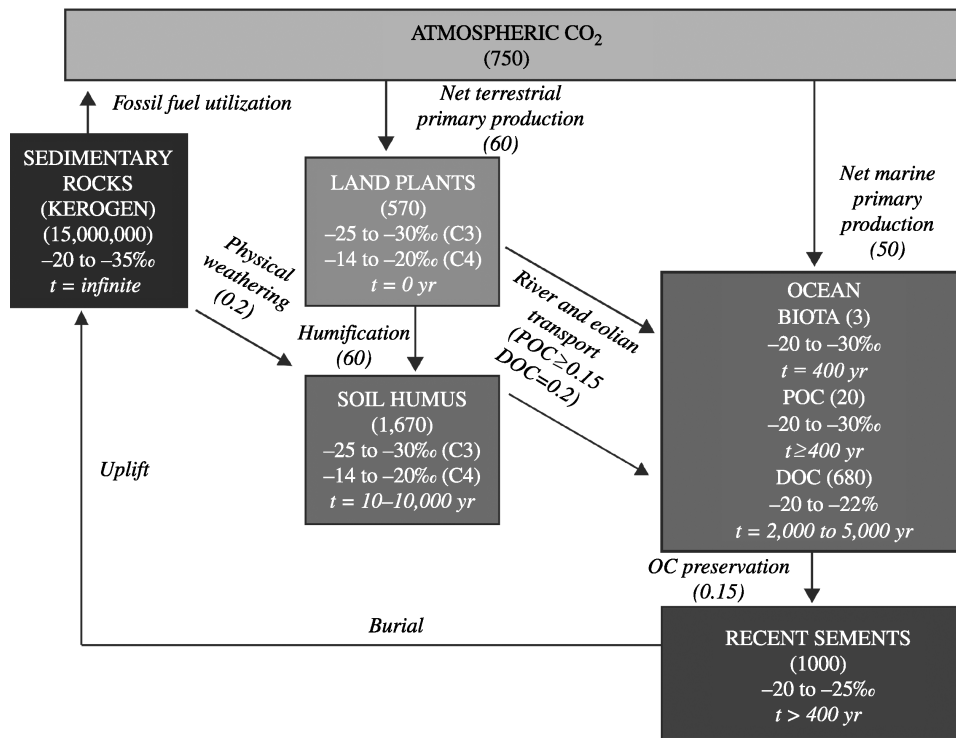 ATMOSPHERIC CO₂
(750)
Fossil fuel utilization
Net terrestrial
primary production
(60)
SEDIMENTARY
ROCKS
(KEROGEN)
(15,000,000)
–20 to –35‰
t = infinite
LAND PLANTS
(570)
–25 to –30‰ (C3)
–14 to –20‰ (C4)
t = 0 yr
Net marine
primary
production
(50)
Physical
weathering
(0.2)
Humification
(60)
River and eolian
transport
(POC≥0.15
DOC=0.2)
SOIL HUMUS
(1,670)
–25 to –30‰ (C3)
–14 to –20‰ (C4)
t = 10–10,000 yr
OCEAN
BIOTA (3)
–20 to –30‰
t = 400 yr
POC (20)
–20 to –30‰
t≥400 yr
DOC (680)
–20 to –22%
t = 2,000 to 5,000 yr
Uplift
OC preservation
(0.15)
Burial
RECENT SEMENTS
(1000)
–20 to –25‰
t > 400 yr